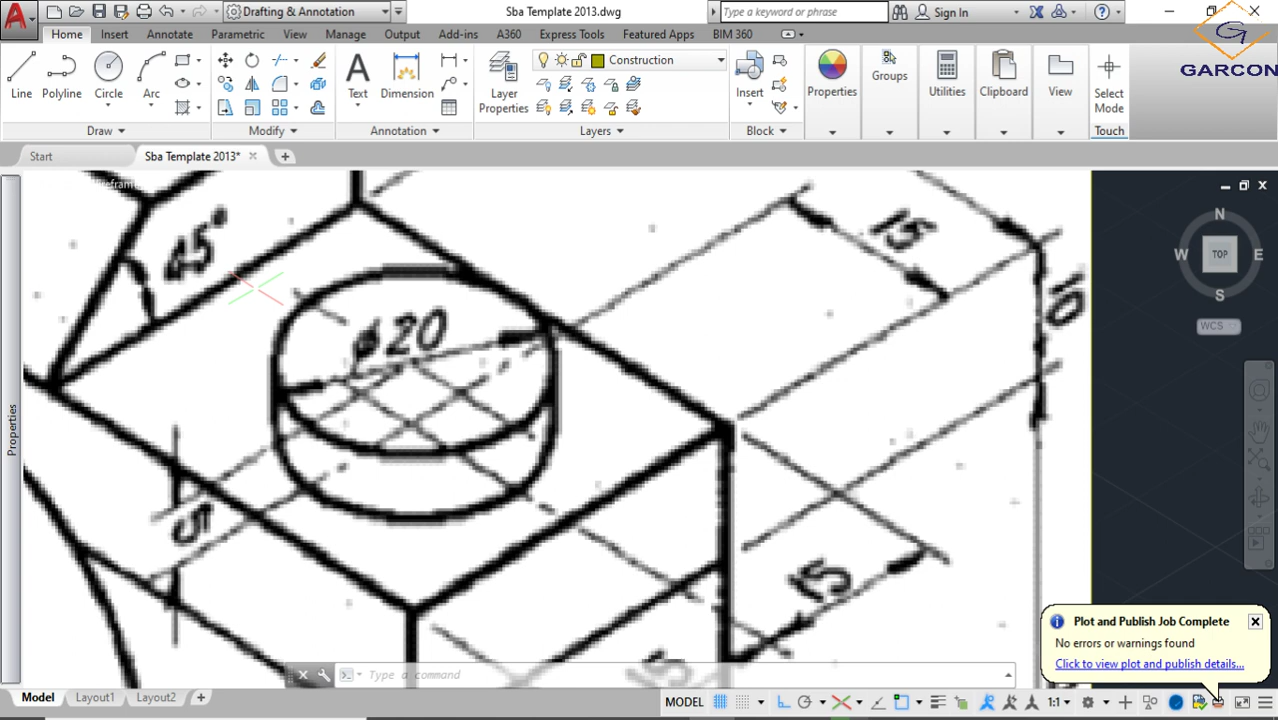 Drafting & Annotation
Sba Template 2013.dwg
Type a keyword or phrase
Sign In
GARCON
Home Insert Annotate Parametric View Manage Output Add-ins A360 Express Tools Featured Apps BIM 360
Construction
Line Polyline Circle Arc
Text Dimension
Layer
Properties
Insert
Properties
Groups
Utilities
Clipboard
View
Select
Mode
Draw Modify Annotation Layers Block Touch
Start Sba Template 2013*
45°
15
N
W TOP E
S
WCS
10
ϕ20
5
15
15
Properties
Plot and Publish Job Complete
No errors or warnings found
Click to view plot and publish details...
Type a command
Model Layout1 Layout2
MODEL
1:1